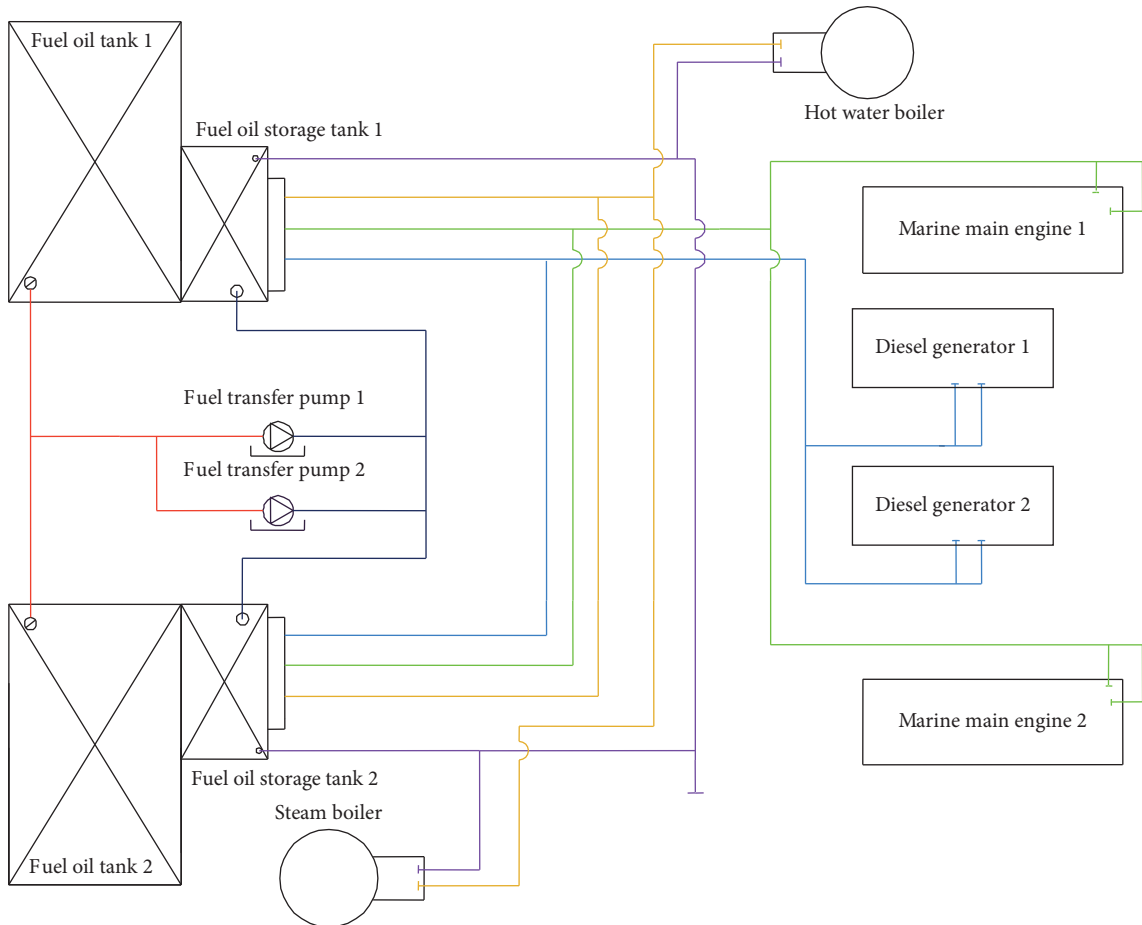 Fuel oil tank 1
Hot water boiler
Fuel oil storage tank 1
Marine main engine 1
Diesel generator 1
Fuel transfer pump 1
Fuel transfer pump 2
Diesel generator 2
Marine main engine 2
Fuel oil storage tank 2
Steam boiler
Fuel oil tank 2